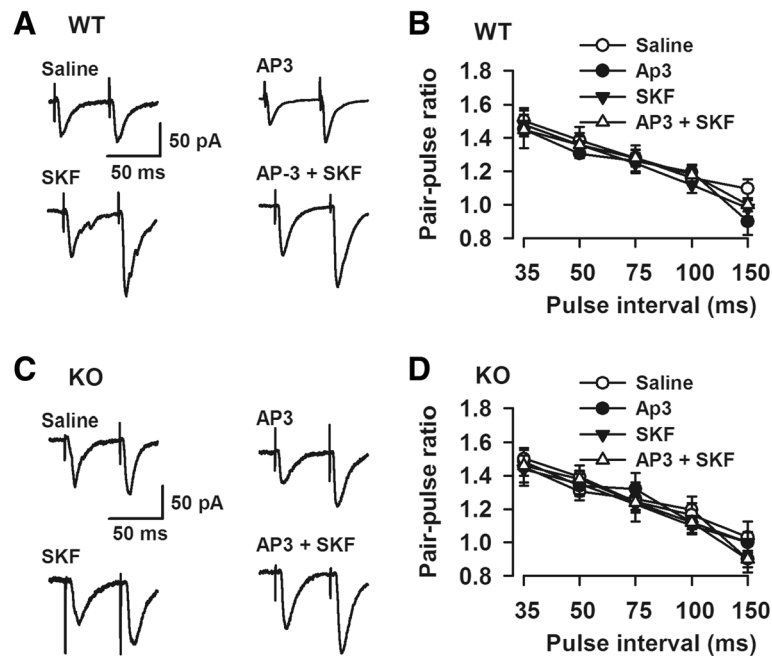 A WT
Saline
AP3
50 pA
50 ms
SKF
AP-3 + SKF
B WT
Saline
Ap3
SKF
AP3 + SKF
Pair-pulse ratio
1.8
1.6
1.4
1.2
1.0
0.8
35 50 75 100 150
Pulse interval (ms)
C KO
Saline
AP3
50 pA
50 ms
SKF
AP3 + SKF
D KO
Saline
Ap3
SKF
AP3 + SKF
Pair-pulse ratio
1.8
1.6
1.4
1.2
1.0
0.8
35 50 75 100 150
Pulse interval (ms)